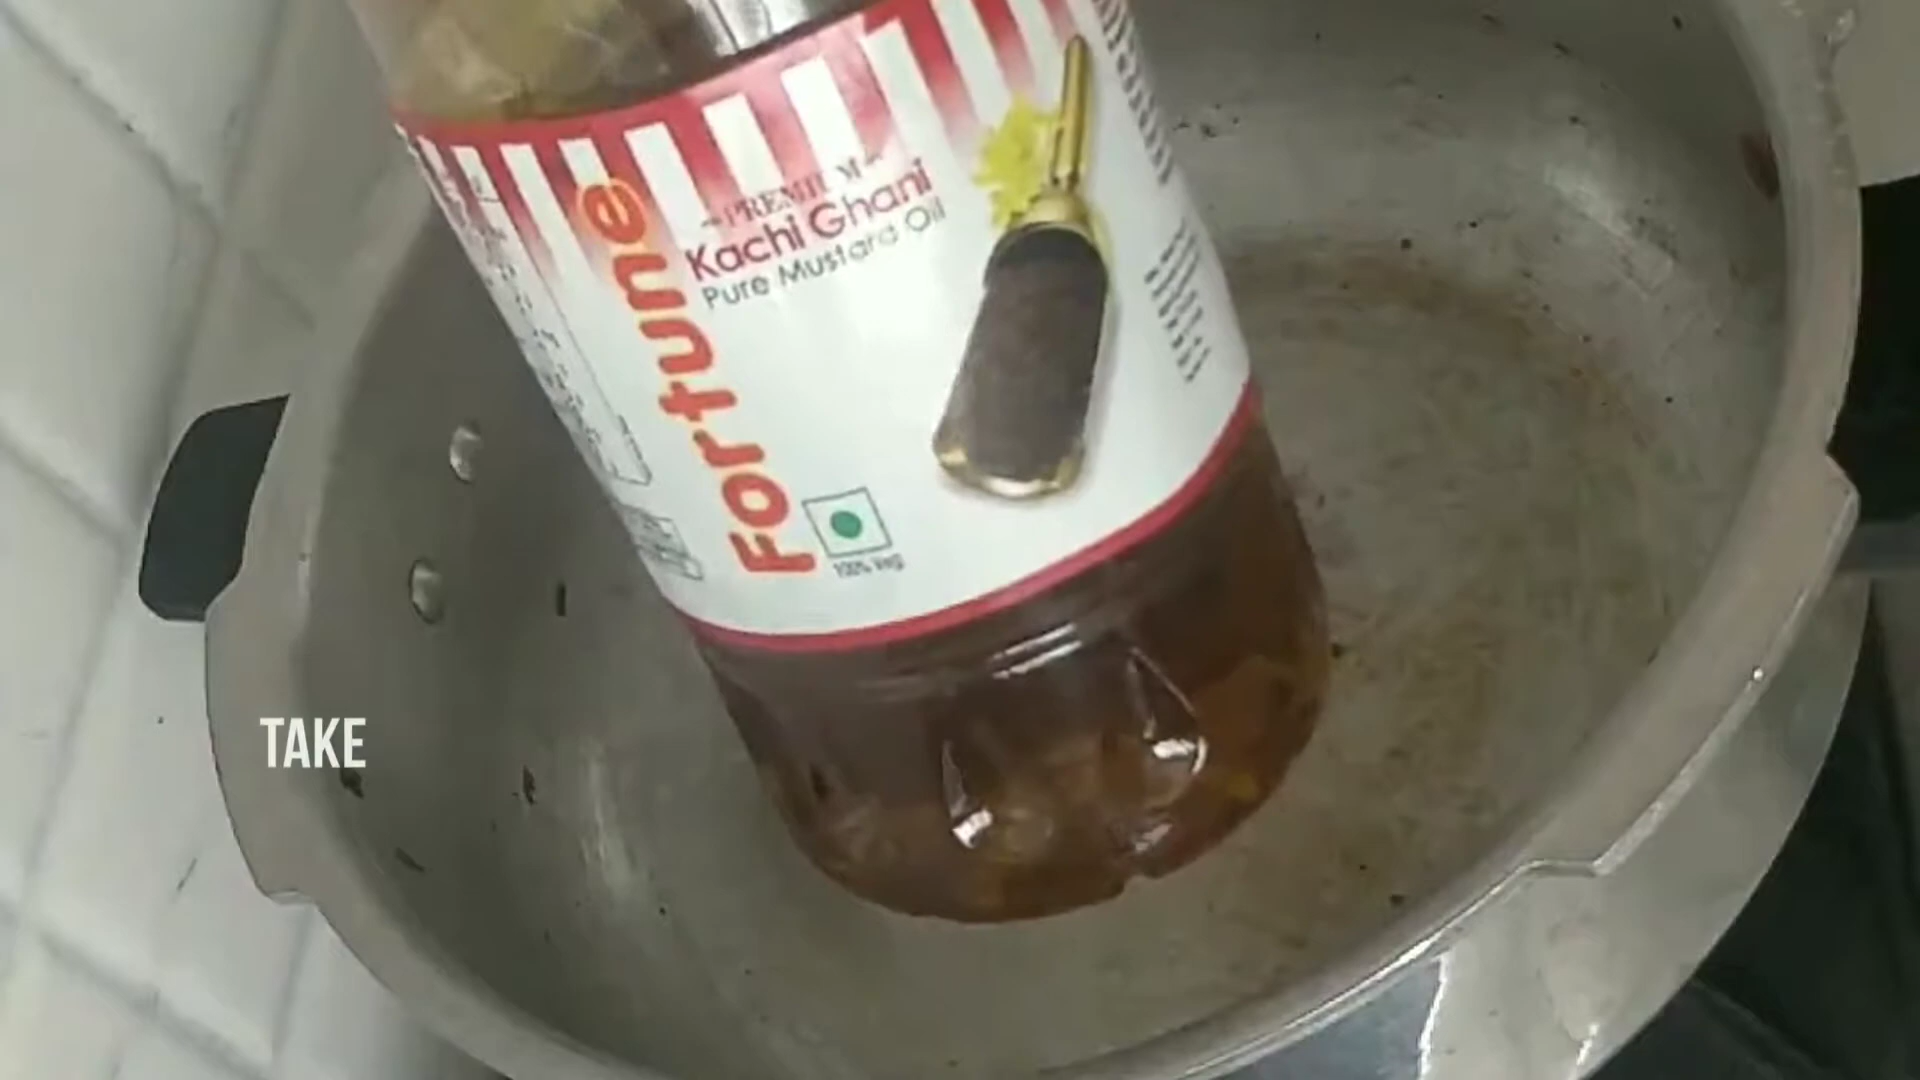 PREMIUM
Kachi Ghani
Pure Mustard Oil
Fortune
100% Veg
TAKE